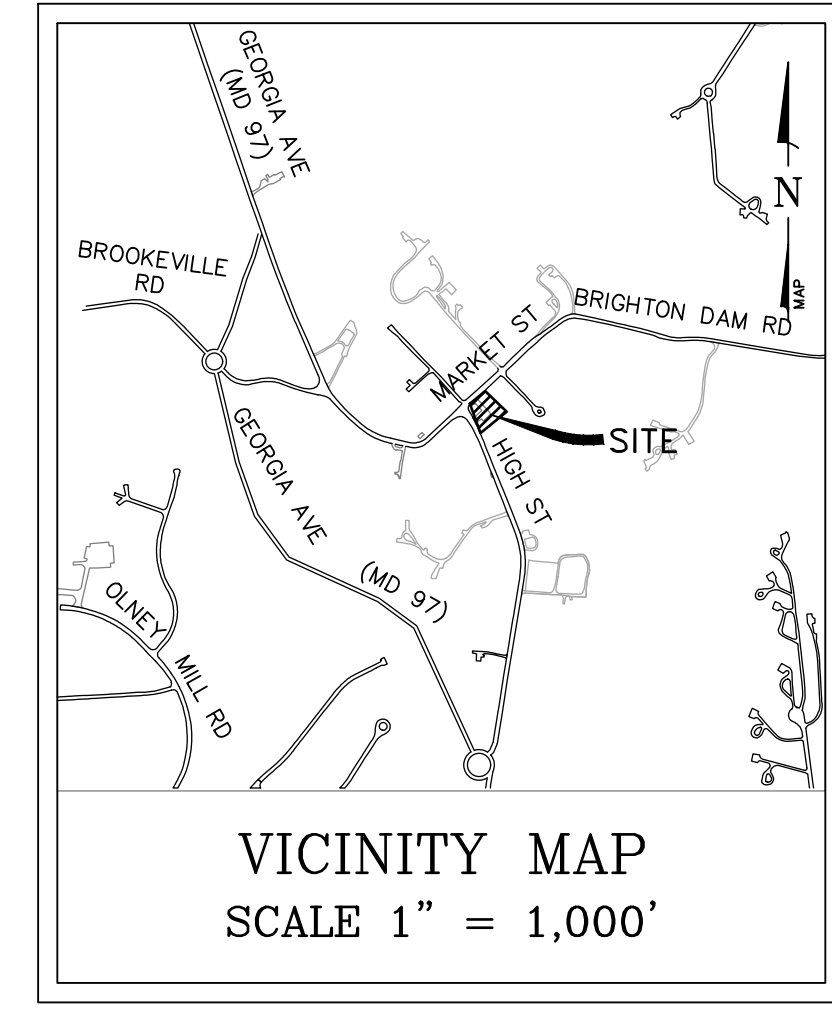 GEORGIA AVE
(MD 97)
N
MAP
BROOKEVILLE
RD
BRIGHTON DAM RD
MARKET ST
SITE
HIGH ST
GEORGIA AVE
(MD 97)
OLNEY
MILL RD
VICINITY MAP
SCALE 1” = 1,000’